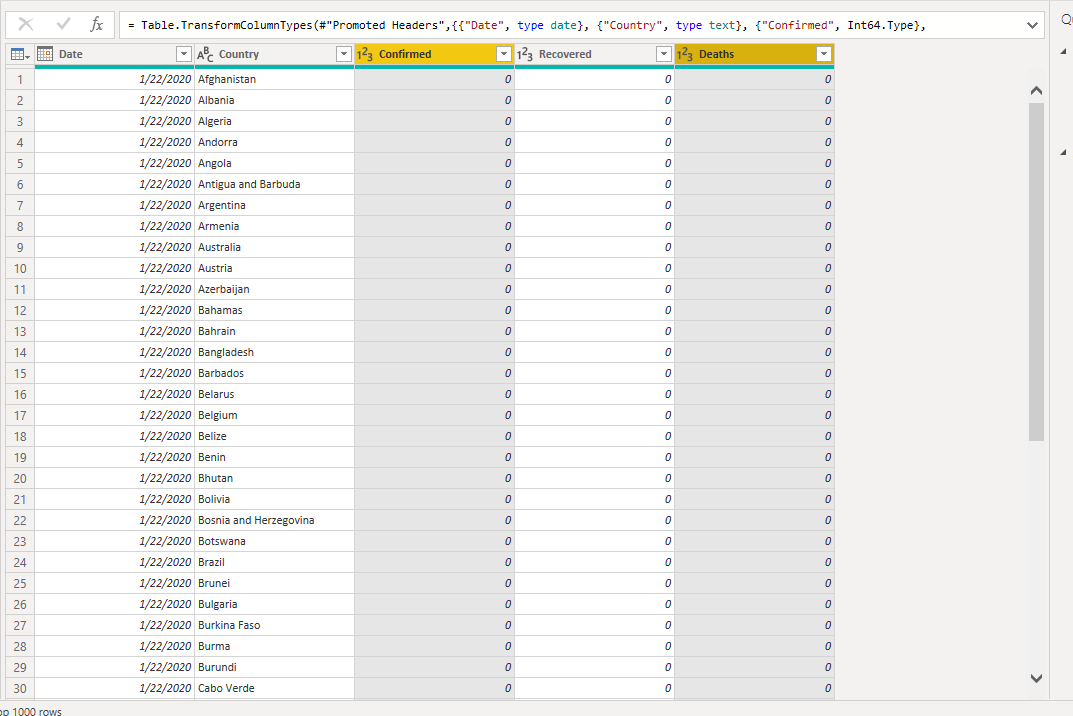 fx = Table.TransformColumnTypes(#"Promoted Headers",{{"Date", type date}, {"Country", type text}, {"Confirmed", Int64.Type},
Date ABC Country 123 Confirmed 123 Recovered 123 Deaths
1 1/22/2020 Afghanistan 0 0 0
2 1/22/2020 Albania 0 0 0
3 1/22/2020 Algeria 0 0 0
4 1/22/2020 Andorra 0 0 0
5 1/22/2020 Angola 0 0 0
6 1/22/2020 Antigua and Barbuda 0 0 0
7 1/22/2020 Argentina 0 0 0
8 1/22/2020 Armenia 0 0 0
9 1/22/2020 Australia 0 0 0
10 1/22/2020 Austria 0 0 0
11 1/22/2020 Azerbaijan 0 0 0
12 1/22/2020 Bahamas 0 0 0
13 1/22/2020 Bahrain 0 0 0
14 1/22/2020 Bangladesh 0 0 0
15 1/22/2020 Barbados 0 0 0
16 1/22/2020 Belarus 0 0 0
17 1/22/2020 Belgium 0 0 0
18 1/22/2020 Belize 0 0 0
19 1/22/2020 Benin 0 0 0
20 1/22/2020 Bhutan 0 0 0
21 1/22/2020 Bolivia 0 0 0
22 1/22/2020 Bosnia and Herzegovina 0 0 0
23 1/22/2020 Botswana 0 0 0
24 1/22/2020 Brazil 0 0 0
25 1/22/2020 Brunei 0 0 0
26 1/22/2020 Bulgaria 0 0 0
27 1/22/2020 Burkina Faso 0 0 0
28 1/22/2020 Burma 0 0 0
29 1/22/2020 Burundi 0 0 0
30 1/22/2020 Cabo Verde 0 0 0
op 1000 rows